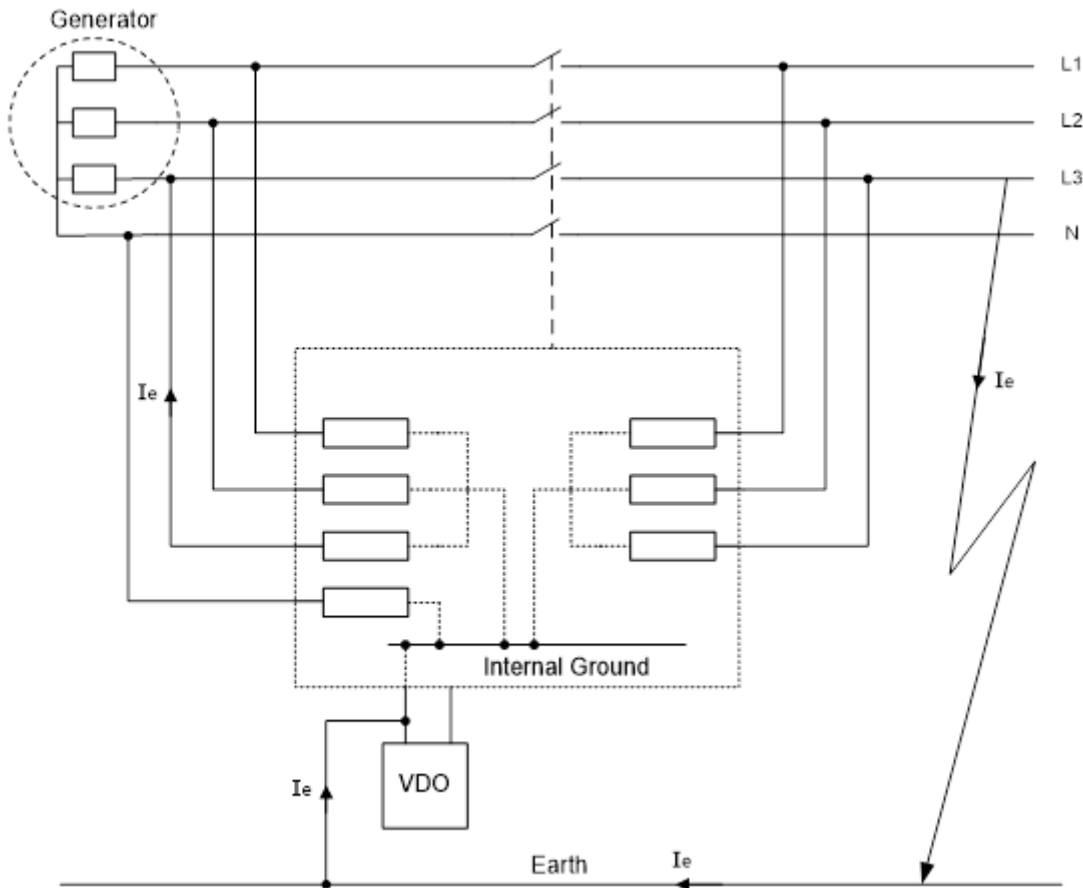 Generator
L1
L2
L3
N
Ie
Ie
Internal Ground
VDO
Ie
Earth
Ie